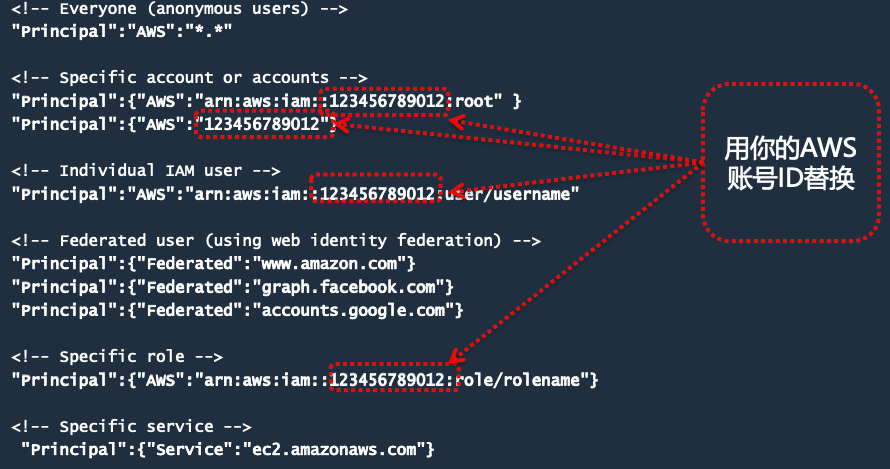 <!-- Everyone (anonymous users) -->
"Principal":"AWS":"*.*"
<!-- Specific account or accounts -->
"Principal":{"AWS":"arn:aws:iam::123456789012:root" }
"Principal":{"AWS":"123456789012"}
<!-- Individual IAM user -->
"Principal":"AWS":"arn:aws:iam::123456789012:user/username"
<!-- Federated user (using web identity federation) -->
"Principal":{"Federated":"www.amazon.com"}
"Principal":{"Federated":"graph.facebook.com"}
"Principal":{"Federated":"accounts.google.com"}
<!-- Specific role -->
"Principal":{"AWS":"arn:aws:iam::123456789012:role/rolename"}
<!-- Specific service -->
"Principal":{"Service":"ec2.amazonaws.com"}
用你的AWS
账号ID替换